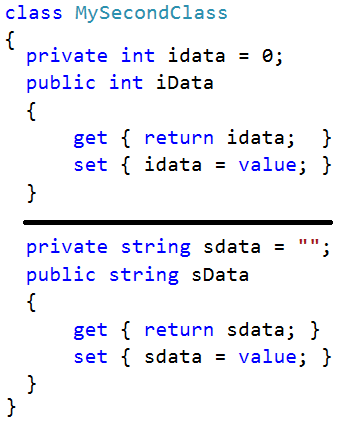 class MySecondClass
{
private int idata = 0;
public int iData
{
get { return idata;  }
set { idata = value; }
}
private string sdata = "";
public string sData
{
get { return sdata; }
set { sdata = value; }
}
}